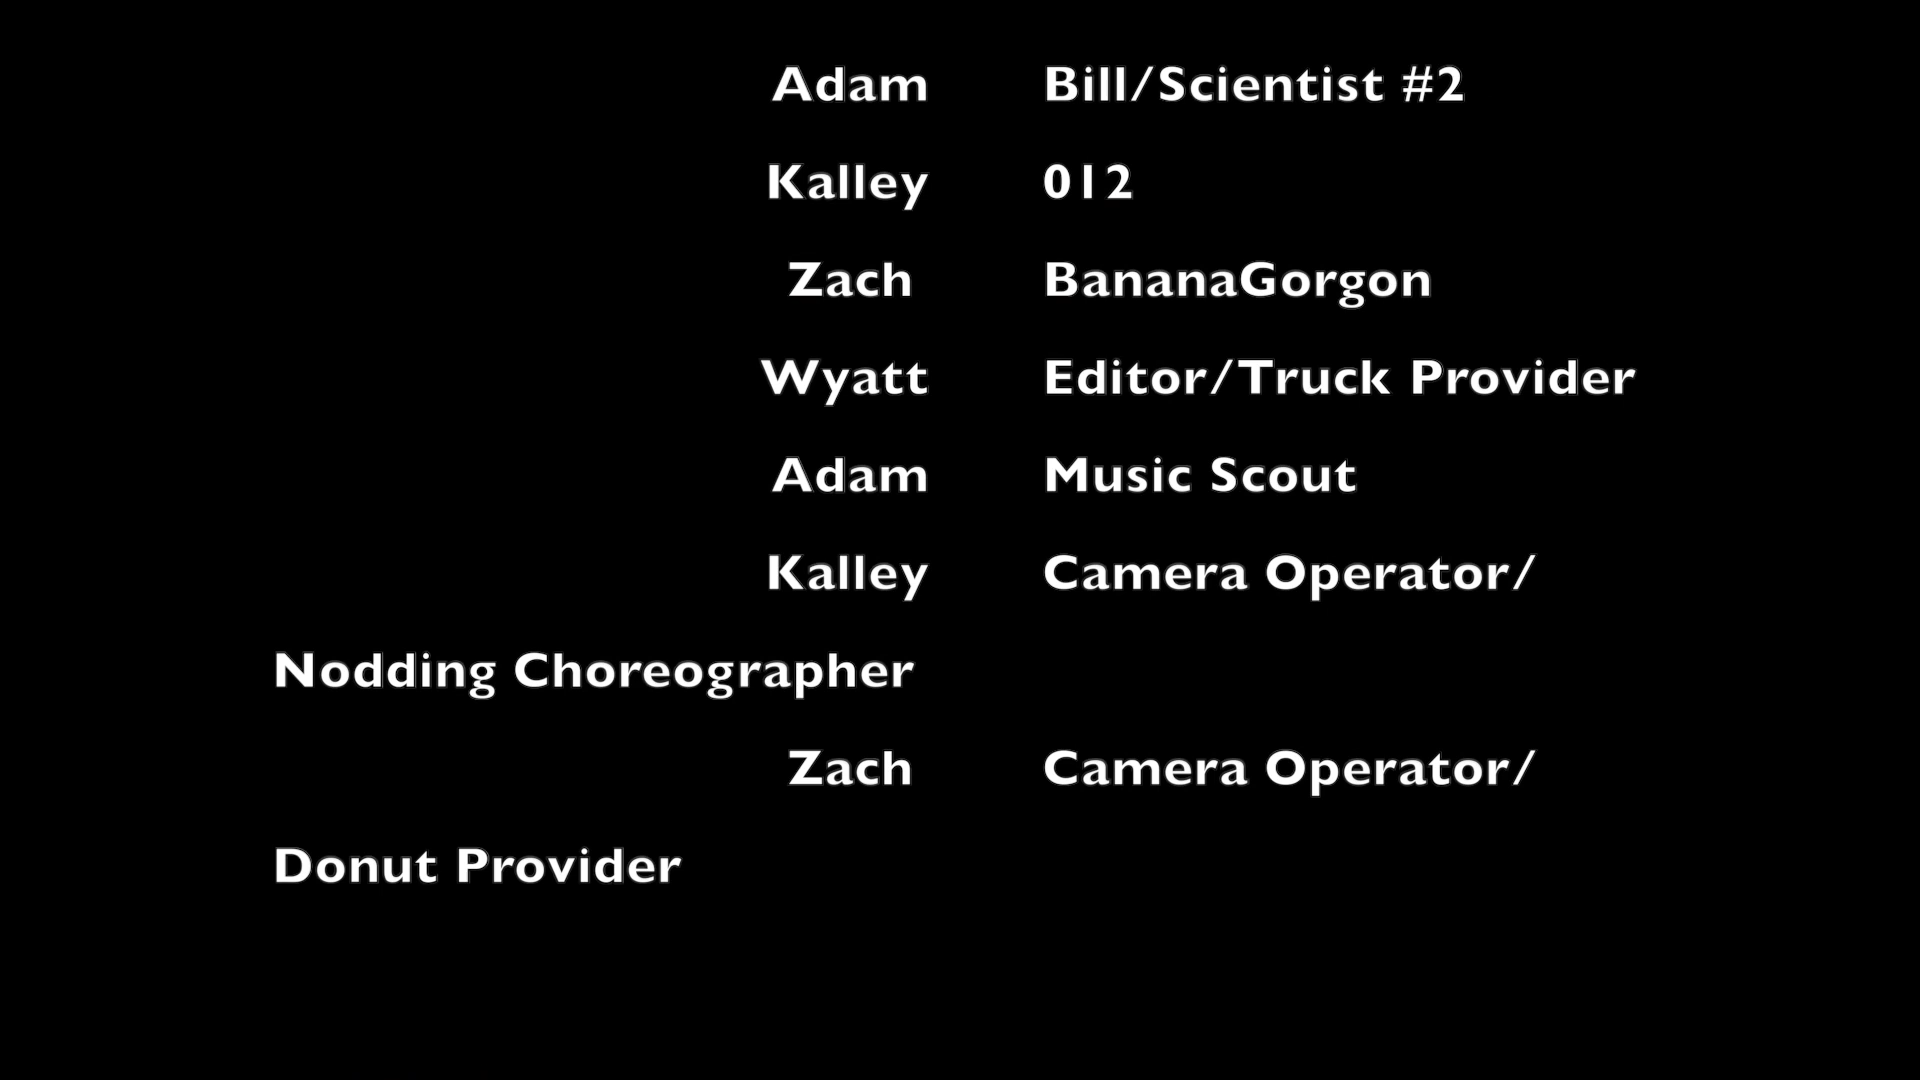 Adam Bill/Scientist #2
Kalley 012
Zach BananaGorgon
Wyatt Editor/Truck Provider
Adam Music Scout
Kalley Camera Operator/
Nodding Choreographer
Zach Camera Operator/
Donut Provider